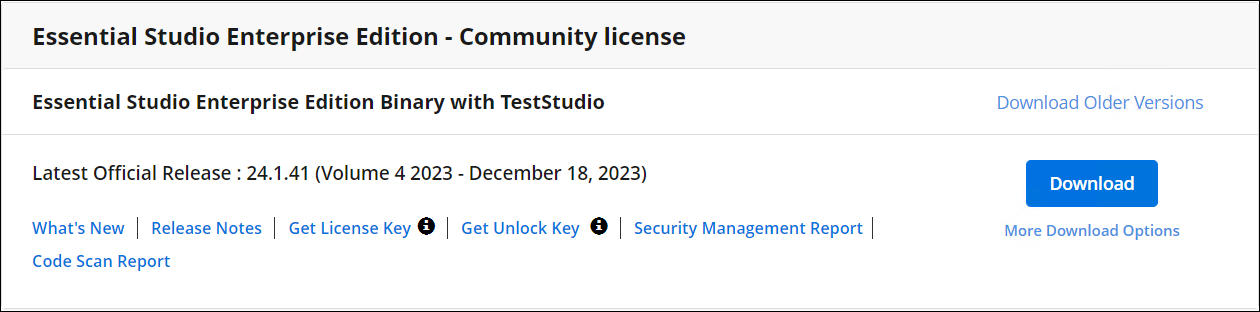 Essential Studio Enterprise Edition - Community license
Essential Studio Enterprise Edition Binary with TestStudio
Download Older Versions
Latest Official Release : 24.1.41 (Volume 4 2023 - December 18, 2023)
Download
What's New | Release Notes | Get License Key i | Get Unlock Key i | Security Management Report |
More Download Options
Code Scan Report